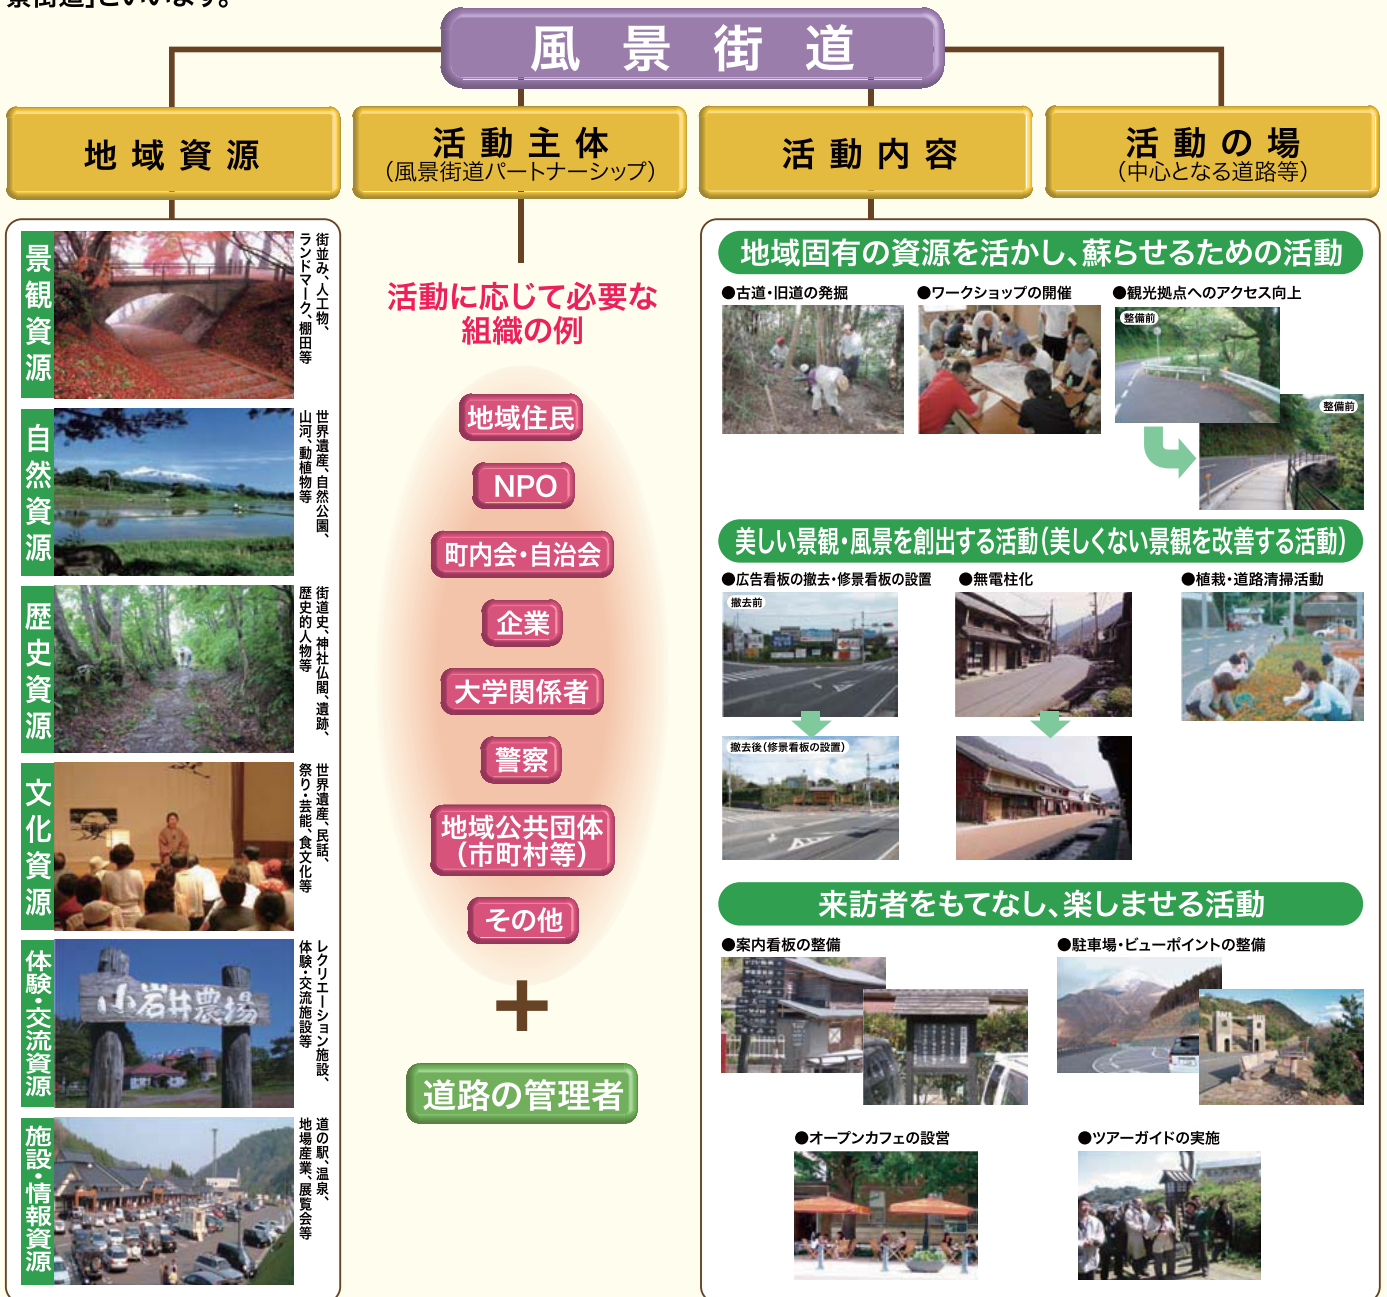 景街道」といいます。
風景街道
地域資源
活動主体
（風景街道パートナーシップ）
活動内容
活動の場
（中心となる道路等）
景観資源
街並み、人工物、
ランドマーク、棚田等
自然資源
世界遺産、自然公園、
山河、動植物等
歴史資源
街道史、神社仏閣、遺跡、
歴史的人物等
文化資源
世界遺産、民話、
祭り・芸能、食文化等
体験・交流資源
レクリエーション施設、
体験・交流施設等
小岩井農場
施設・情報資源
道の駅、温泉、
地場産業、展覧会等
活動に応じて必要な
組織の例
地域住民
NPO
町内会・自治会
企業
大学関係者
警察
地域公共団体
（市町村等）
その他
＋
道路の管理者
地域固有の資源を活かし、蘇らせるための活動
●古道・旧道の発掘
●ワークショップの開催
●観光拠点へのアクセス向上
整備前
整備前
美しい景観・風景を創出する活動（美しくない景観を改善する活動）
●広告看板の撤去・修景看板の設置
撤去前
撤去後（修景看板の設置）
●無電柱化
●植栽・道路清掃活動
来訪者をもてなし、楽しませる活動
●案内看板の整備
●駐車場・ビューポイントの整備
●オープンカフェの設営
●ツアーガイドの実施